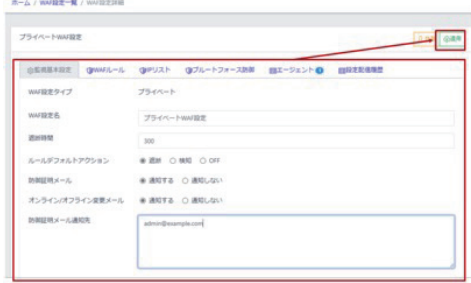 ホーム / WAF設定一覧 / WAF設定詳細
プライベートWAF設定
適用
監視基本設定 WAFルール IPリスト ブルートフォース防御 エージェント 設定配信履歴
WAF設定タイプ プライベート
WAF設定名 プライベートWAF設定
遮断時間 300
ルールデフォルトアクション 遮断 検知 OFF
防御証明メール 通知する 通知しない
オンライン/オフライン変更メール 通知する 通知しない
防御証明メール通知先 admin@example.com